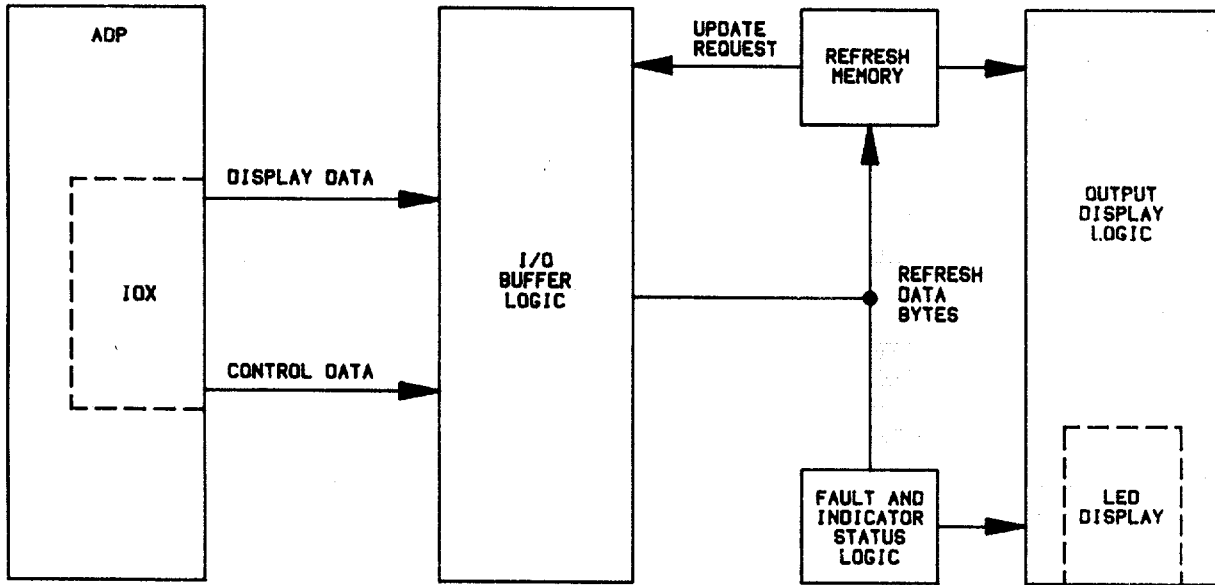 ADP
IOX
DISPLAY DATA
CONTROL DATA
I/O
BUFFER
LOGIC
UPDATE
REQUEST
REFRESH
MEMORY
REFRESH
DATA
BYTES
FAULT AND
INDICATOR
STATUS
LOGIC
OUTPUT
DISPLAY
LOGIC
LED
DISPLAY